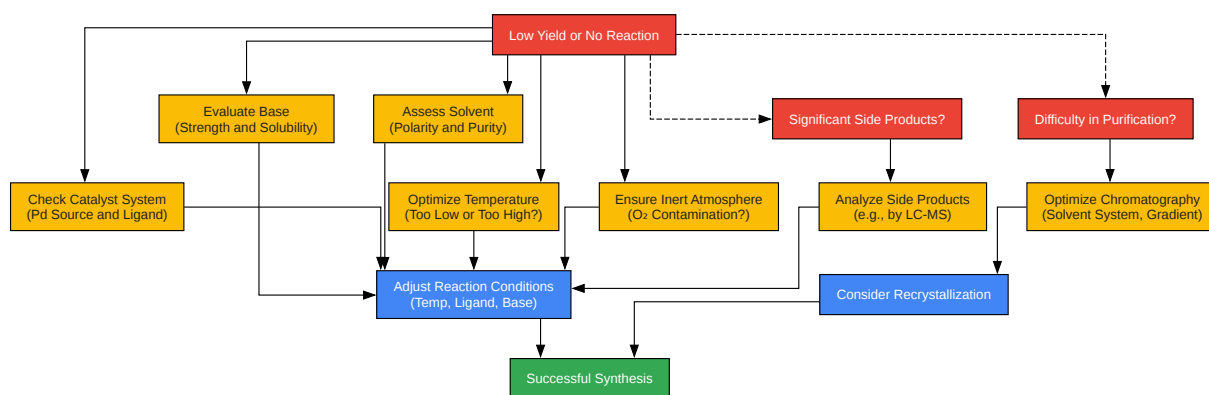 Low Yield or No Reaction
Evaluate Base
(Strength and Solubility)
Assess Solvent
(Polarity and Purity)
Significant Side Products?
Difficulty in Purification?
Check Catalyst System
(Pd Source and Ligand)
Optimize Temperature
(Too Low or Too High?)
Ensure Inert Atmosphere
(O₂ Contamination?)
Analyze Side Products
(e.g., by LC-MS)
Optimize Chromatography
(Solvent System, Gradient)
Adjust Reaction Conditions
(Temp, Ligand, Base)
Consider Recrystallization
Successful Synthesis